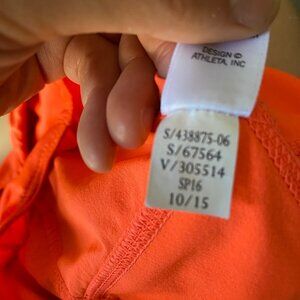 DESIGN ©
ATHLETA, INC
S/438875-06
S/67564
V/305514
SP16
10/15